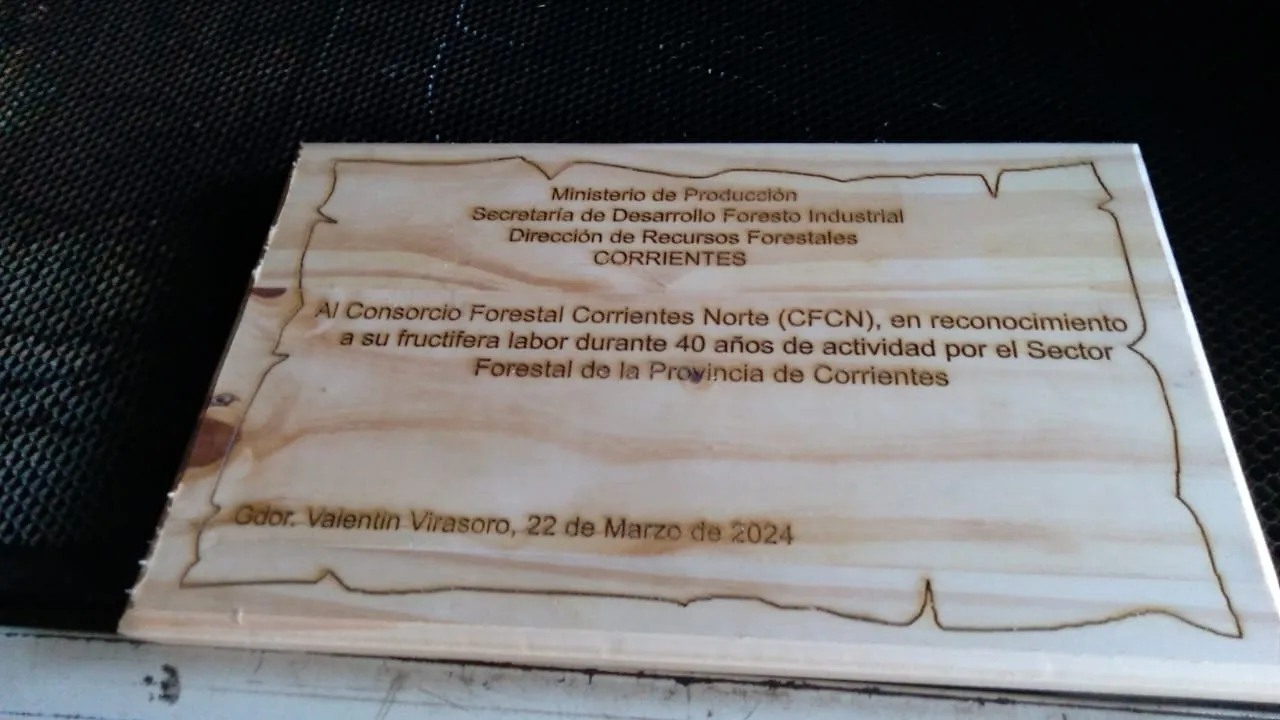 Ministerio de Producción
Secretaría de Desarrollo Foresto Industrial
Dirección de Recursos Forestales
CORRIENTES
Al Consorcio Forestal Corrientes Norte (CFCN), en reconocimiento
a su fructifera labor durante 40 años de actividad por el Sector
Forestal de la Provincia de Corrientes
Gdor. Valentín Virasoro, 22 de Marzo de 2024